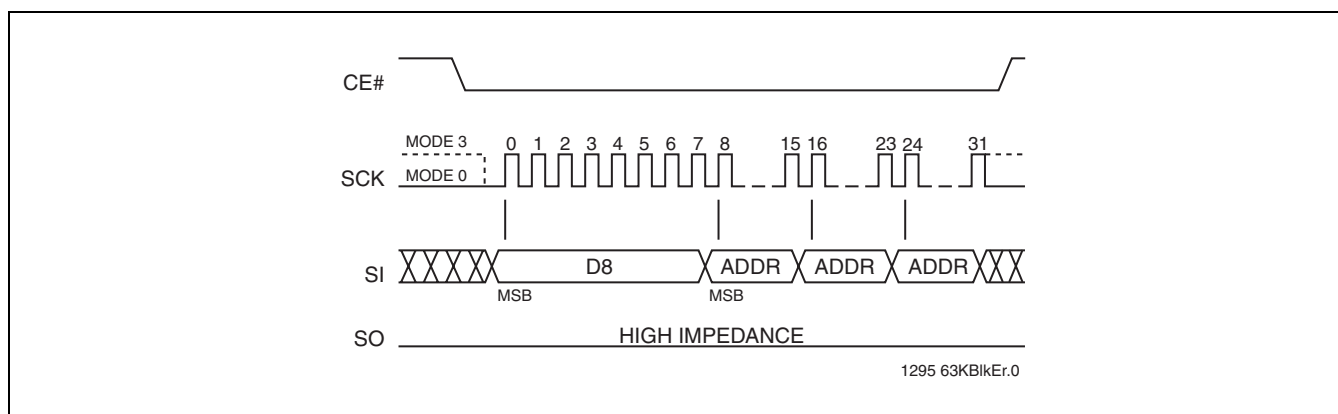 CE#
MODE 3
0 1 2 3 4 5 6 7 8 15 16 23 24 31
SCK
MODE 0
SI
D8 ADDR ADDR ADDR
MSB MSB
SO
HIGH IMPEDANCE
1295 63KBlkEr.0